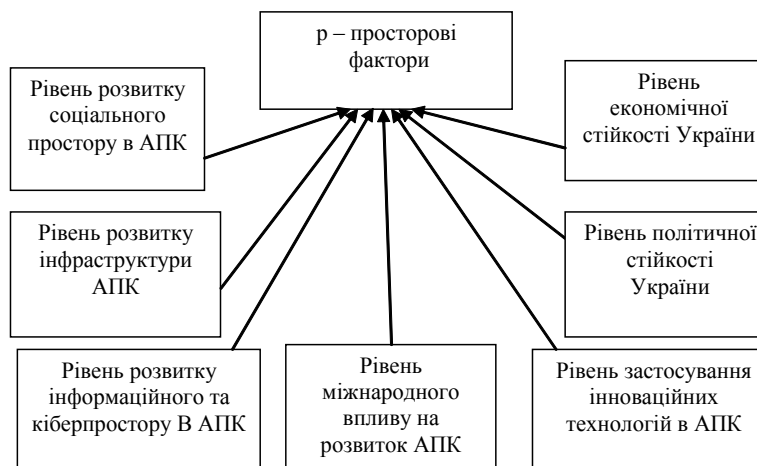 р – просторові
фактори
Рівень розвитку
соціального
простору в АПК
Рівень
економічної
стійкості України
Рівень розвитку
інфраструктури
АПК
Рівень політичної
стійкості
України
Рівень розвитку
інформаційного та
кіберпростору В АПК
Рівень
міжнародного
впливу на
розвиток АПК
Рівень застосування
інноваційних
технологій в АПК